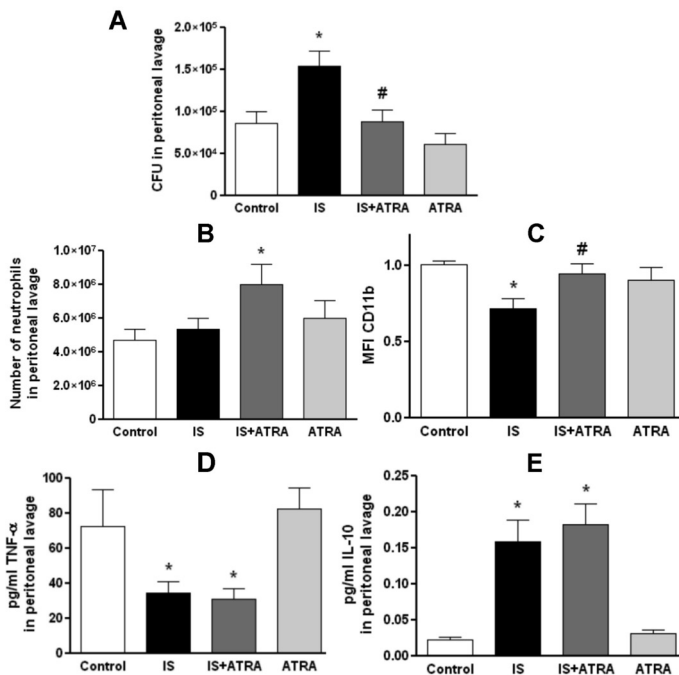 A
CFU in peritoneal lavage
2.0×10⁵
1.5×10⁵
1.0×10⁵
5.0×10⁴
0
*
#
Control IS IS+ATRA ATRA
B
Number of neutrophils
in peritoneal lavage
1.0×10⁷
8.0×10⁶
6.0×10⁶
4.0×10⁶
2.0×10⁶
0
*
Control IS IS+ATRA ATRA
C
MFI CD11b
1.0
0.5
0.0
*
#
Control IS IS+ATRA ATRA
D
pg/ml TNF-α
in peritoneal lavage
100
80
60
40
20
0
*
*
Control IS IS+ATRA ATRA
E
pg/ml IL-10
in peritoneal lavage
0.25
0.20
0.15
0.10
0.05
0.00
*
*
Control IS IS+ATRA ATRA